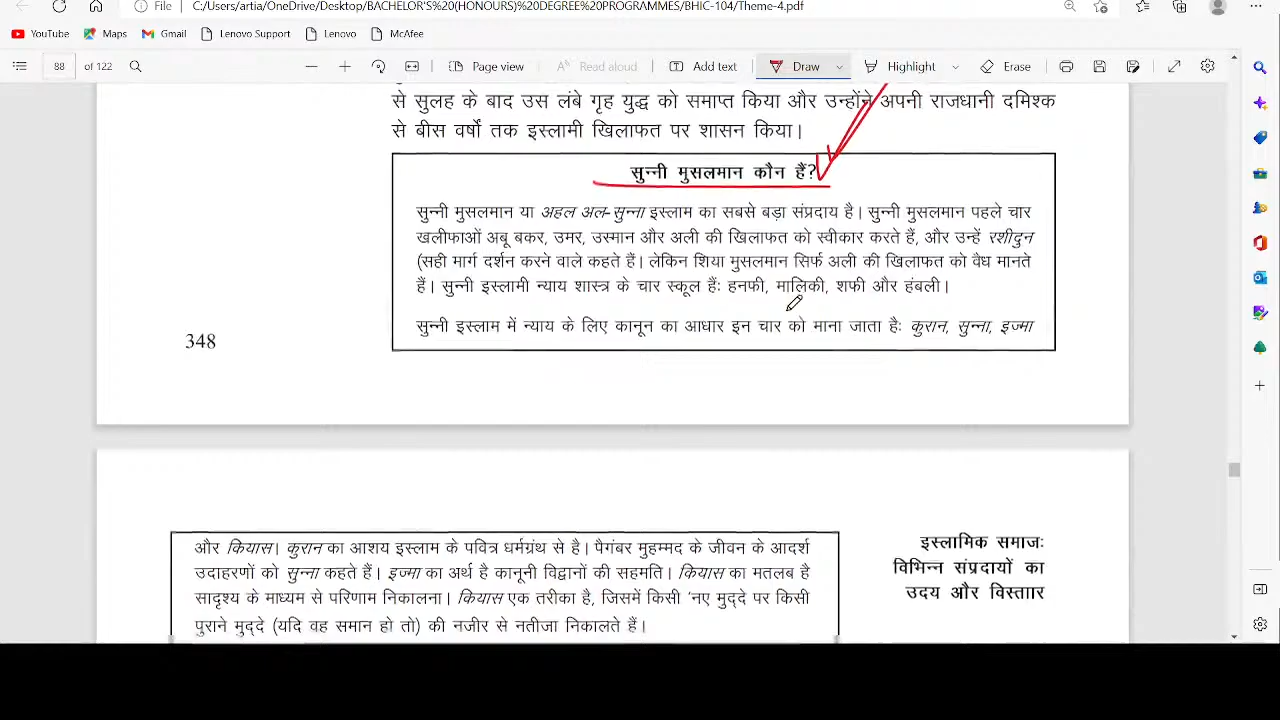 File
C:/Users/artia/OneDrive/Desktop/BACHELOR'S%20(HONOURS)%20DEGREE%20PROGRAMMES/BHIC-104/Theme-4.pdf
YouTube Maps Gmail Lenovo Support Lenovo McAfee
88 of 122 Page view Read aloud Add text Draw Highlight Erase
से सुलह के बाद उस लंबे गृह युद्ध को समाप्त किया और उन्होंने अपनी राजधानी दमिश्क
से बीस वर्षों तक इस्लामी खिलाफत पर शासन किया।
सुन्नी मुसलमान कौन हैं?
सुन्नी मुसलमान या अहल अल-सुन्ना इस्लाम का सबसे बड़ा संप्रदाय है। सुन्नी मुसलमान पहले चार
खलीफाओं अबू बकर, उमर, उस्मान और अली की खिलाफत को स्वीकार करते हैं, और उन्हें रशीदुन
(सही मार्ग दर्शन करने वाले कहते हैं। लेकिन शिया मुसलमान सिर्फ अली की खिलाफत को वैध मानते
हैं। सुन्नी इस्लामी न्याय शास्त्र के चार स्कूल हैंः हनफी, मालिकी, शफी और हंबली।
सुन्नी इस्लाम में न्याय के लिए कानून का आधार इन चार को माना जाता हैः कुरान, सुन्ना, इज्मा
348
और कियास। कुरान का आशय इस्लाम के पवित्र धर्मग्रंथ से है। पैगंबर मुहम्मद के जीवन के आदर्श
उदाहरणों को सुन्ना कहते हैं। इज्मा का अर्थ है कानूनी विद्वानों की सहमति। कियास का मतलब है
सादृश्य के माध्यम से परिणाम निकालना। कियास एक तरीका है, जिसमें किसी 'नए मुद्दे पर किसी
पुराने मुद्दे (यदि वह समान हो तो) की नजीर से नतीजा निकालते हैं।
इस्लामिक समाजः
विभिन्न संप्रदायों का
उदय और विस्ताार